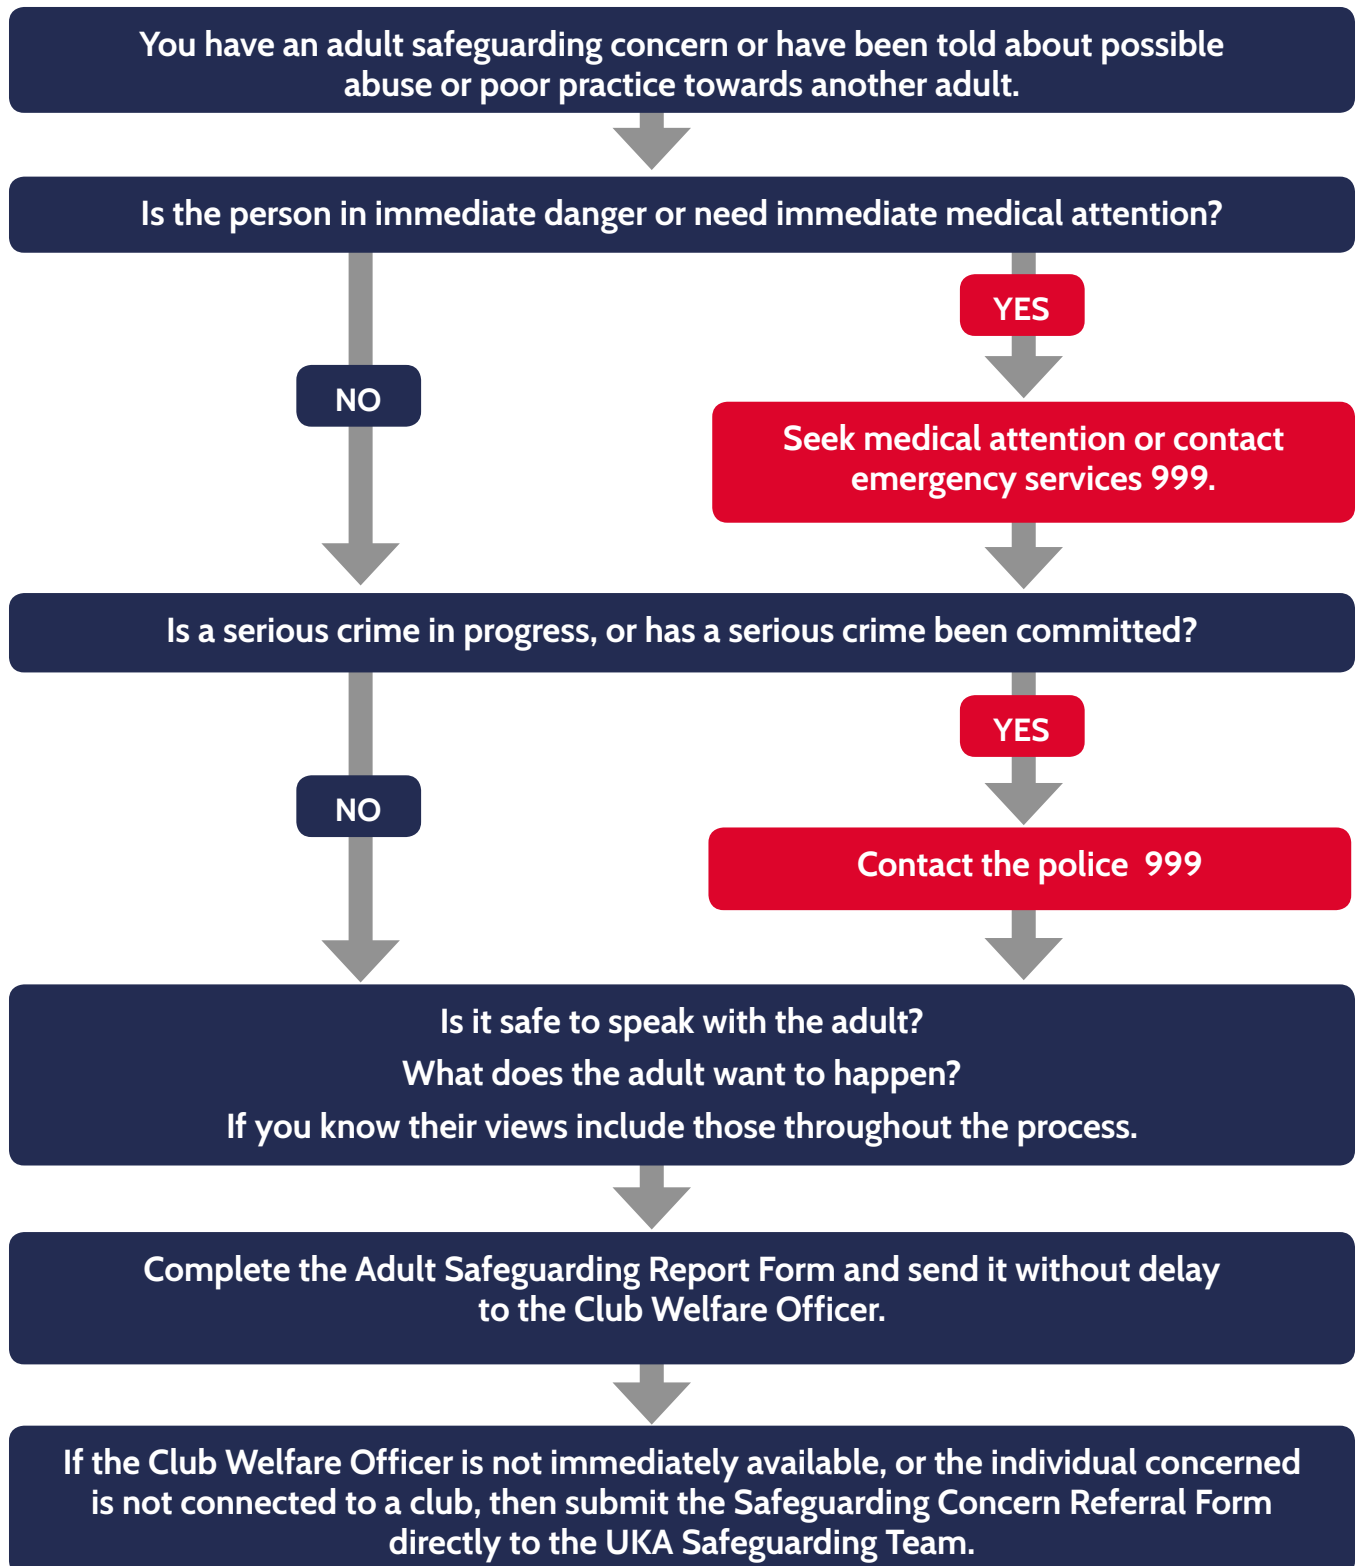 You have an adult safeguarding concern or have been told about possible
abuse or poor practice towards another adult.
Is the person in immediate danger or need immediate medical attention?
YES
NO
Seek medical attention or contact
emergency services 999.
Is a serious crime in progress, or has a serious crime been committed?
YES
NO
Contact the police 999
Is it safe to speak with the adult?
What does the adult want to happen?
If you know their views include those throughout the process.
Complete the Adult Safeguarding Report Form and send it without delay
to the Club Welfare Officer.
If the Club Welfare Officer is not immediately available, or the individual concerned
is not connected to a club, then submit the Safeguarding Concern Referral Form
directly to the UKA Safeguarding Team.